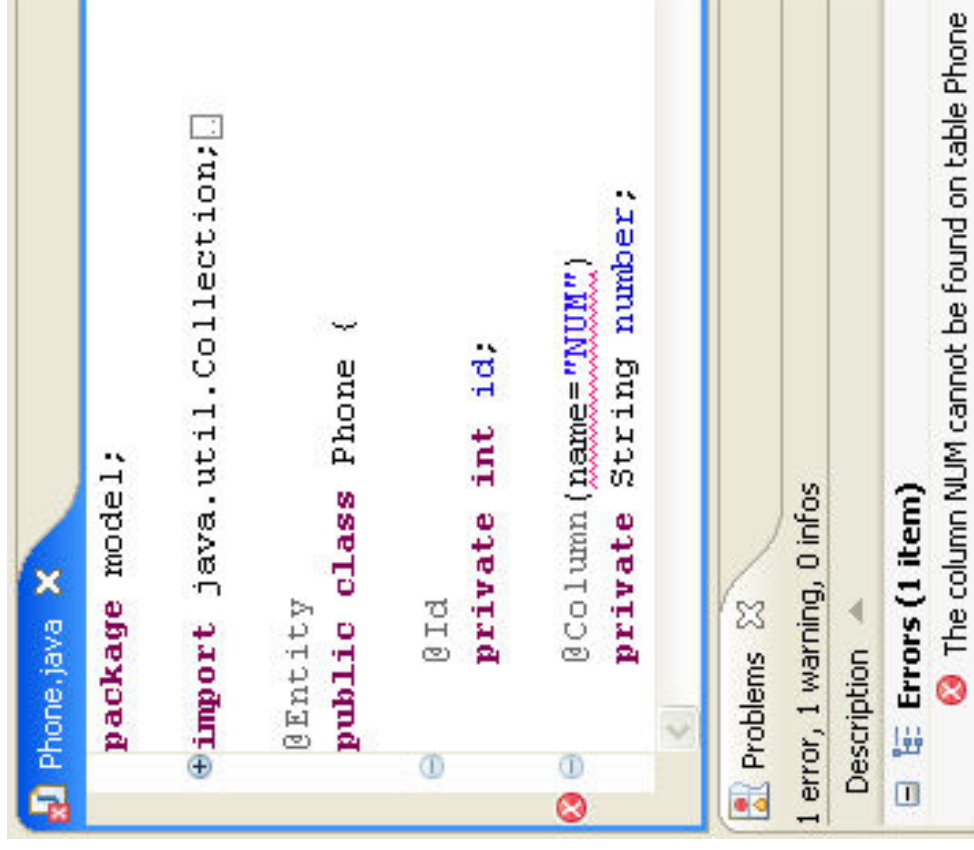 Phone.java
package model;
import java.util.Collection;
@Entity
public class Phone {
@Id
private int id;
@Column(name="NUM")
private String number;
Problems
1 error, 1 warning, 0 infos
Description
Errors (1 item)
The column NUM cannot be found on table Phone